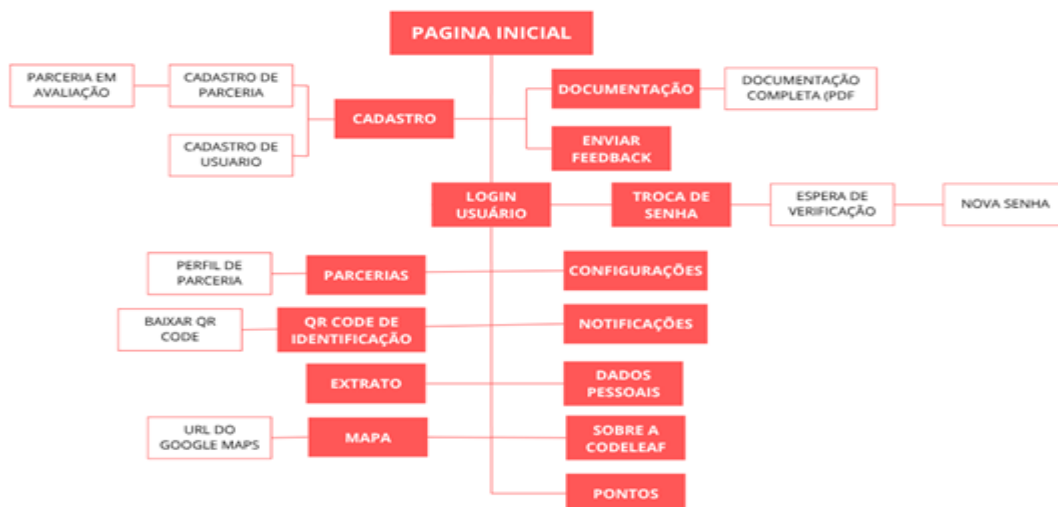 PAGINA INICIAL
PARCERIA EM
AVALIAÇÃO
CADASTRO DE
PARCERIA
CADASTRO
CADASTRO DE
USUARIO
DOCUMENTAÇÃO
DOCUMENTAÇÃO
COMPLETA (PDF
ENVIAR
FEEDBACK
LOGIN
USUÁRIO
TROCA DE
SENHA
ESPERA DE
VERIFICAÇÃO
NOVA SENHA
PERFIL DE
PARCERIA
PARCERIAS
CONFIGURAÇÕES
BAIXAR QR
CODE
QR CODE DE
IDENTIFICAÇÃO
NOTIFICAÇÕES
EXTRATO
DADOS
PESSOAIS
URL DO
GOOGLE MAPS
MAPA
SOBRE A
CODELEAF
PONTOS